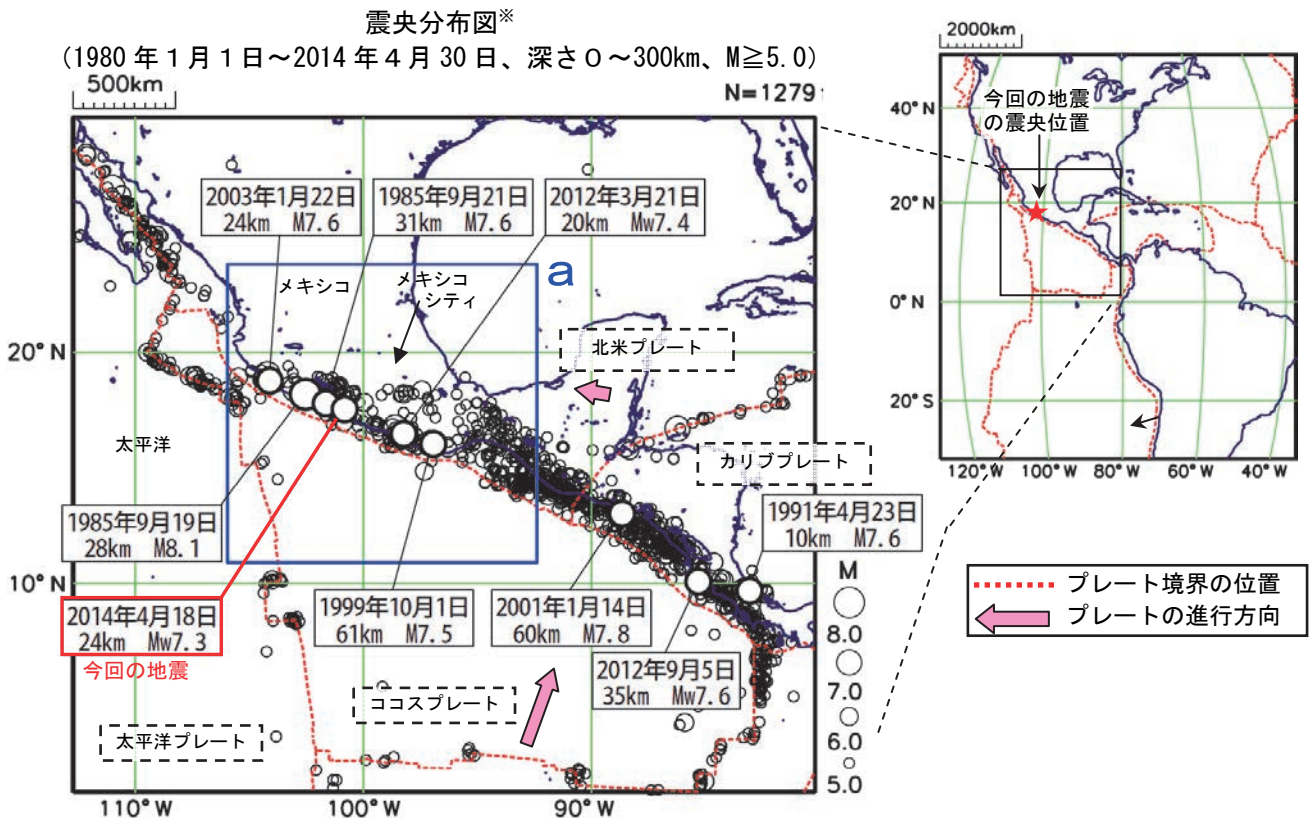 震央分布図※
(1980年1月1日～2014年4月30日、深さ0～300km、M≧5.0)
500km
N=1279
2003年1月22日
24km M7.6
1985年9月21日
31km M7.6
2012年3月21日
20km Mw7.4
a
メキシコ
メキシコ
シティ
北米プレート
20°N
太平洋
カリブプレート
1985年9月19日
28km M8.1
1991年4月23日
10km M7.6
10°N
2014年4月18日
24km Mw7.3
今回の地震
1999年10月1日
61km M7.5
2001年1月14日
60km M7.8
2012年9月5日
35km Mw7.6
ココスプレート
太平洋プレート
110°W
100°W
90°W
M
8.0
7.0
6.0
5.0
2000km
今回の地震
の震央位置
40°N
20°N
0°N
20°S
120°W
100°W
80°W
60°W
40°W
プレート境界の位置
プレートの進行方向